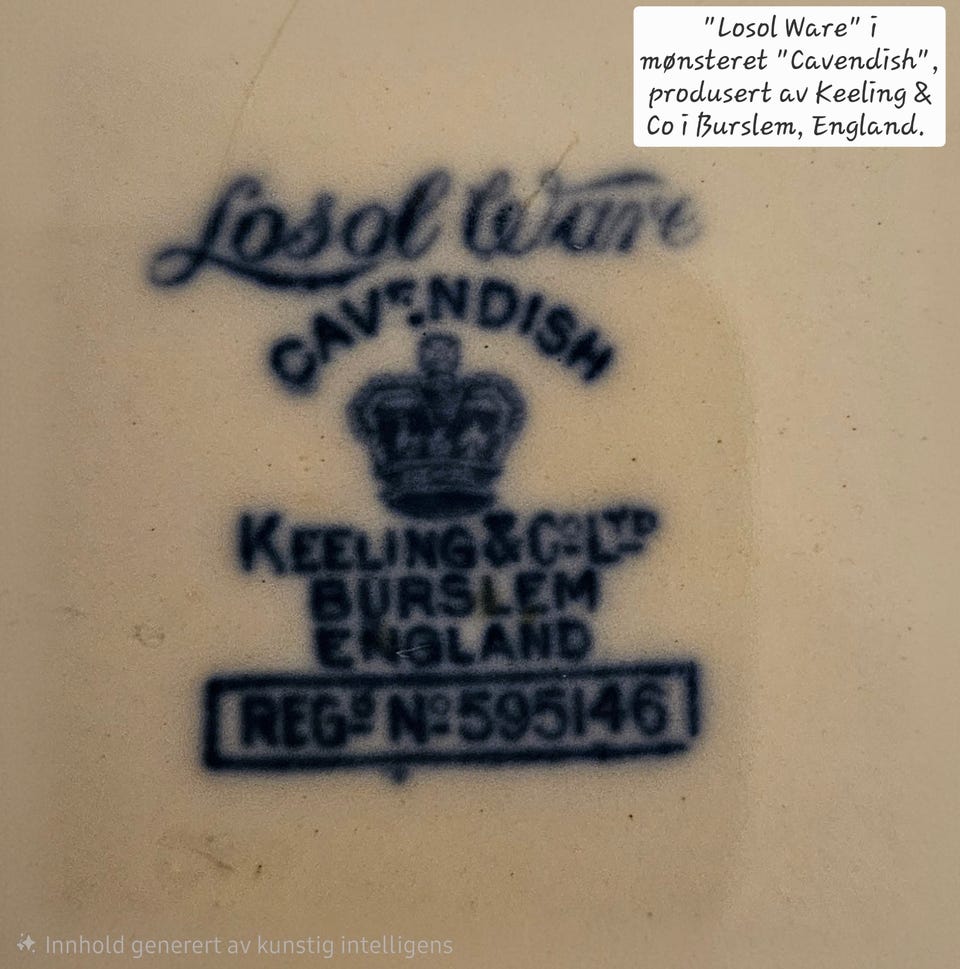 "Losol Ware" i
mønsteret "Cavendish",
produsert av Keeling &
Co i Burslem, England.
Losol Ware
CAVENDISH
KEELING & Cº LTD
BURSLEM
ENGLAND
REGD Nº 595146
Innhold generert av kunstig intelligens